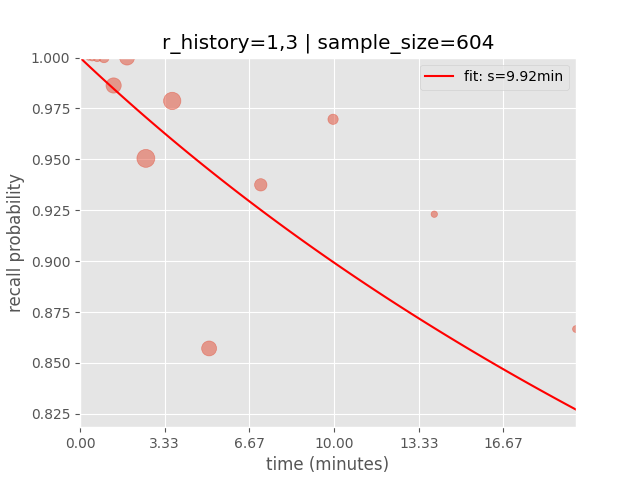 r_history=1,3 | sample_size=604
fit: s=9.92min
1.000
0.975
0.950
0.925
0.900
0.875
0.850
0.825
recall probability
0.00 3.33 6.67 10.00 13.33 16.67
time (minutes)